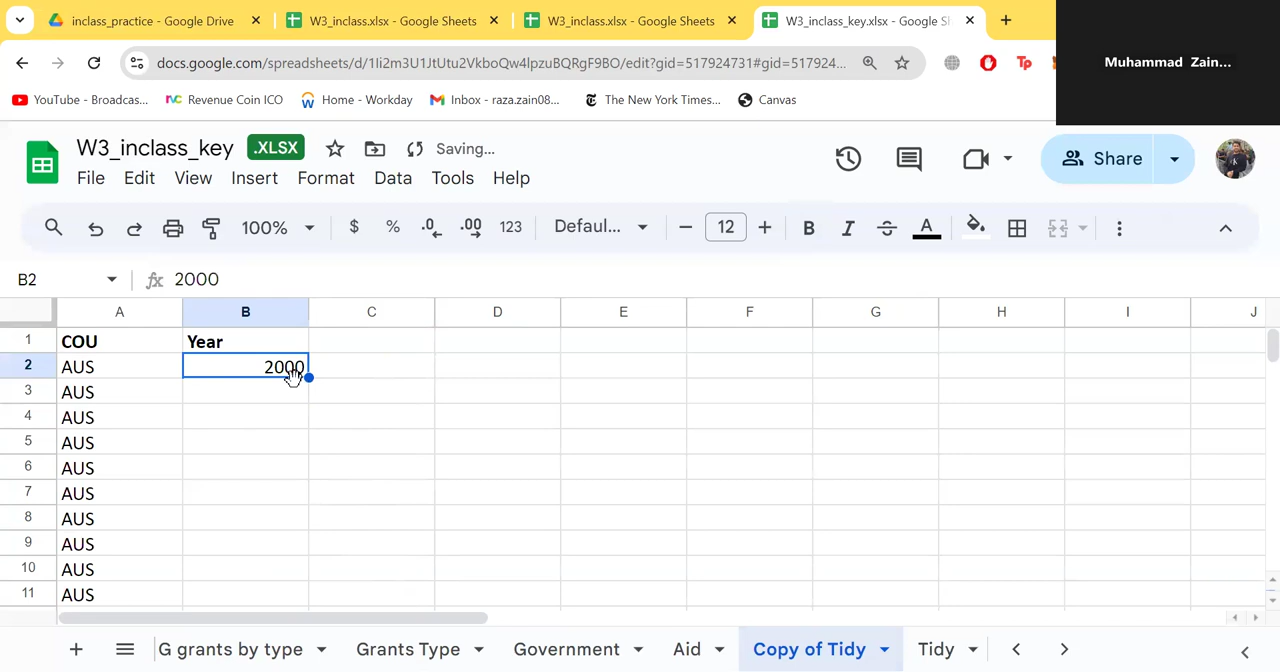 inclass_practice - Google Drive
W3_inclass.xlsx - Google Sheets
W3_inclass.xlsx - Google Sheets
W3_inclass_key.xlsx - Google Sh
docs.google.com/spreadsheets/d/1Ii2m3U1JtUtu2VkboQw4lpzuBQRgF9BO/edit?gid=517924731#gid=517924...
Tp
Muhammad Zain...
YouTube - Broadcas...
Revenue Coin ICO
Home - Workday
Inbox - raza.zain08...
The New York Times...
Canvas
W3_inclass_key
.XLSX
Saving...
File Edit View Insert Format Data Tools Help
Share
100% $ % .0 .00 123 Defaul... − 12 + B I S A
B2 fx 2000
A B C D E F G H I J
1 COU Year
2 AUS 2000
3 AUS
4 AUS
5 AUS
6 AUS
7 AUS
8 AUS
9 AUS
10 AUS
11 AUS
+ G grants by type Grants Type Government Aid Copy of Tidy Tidy